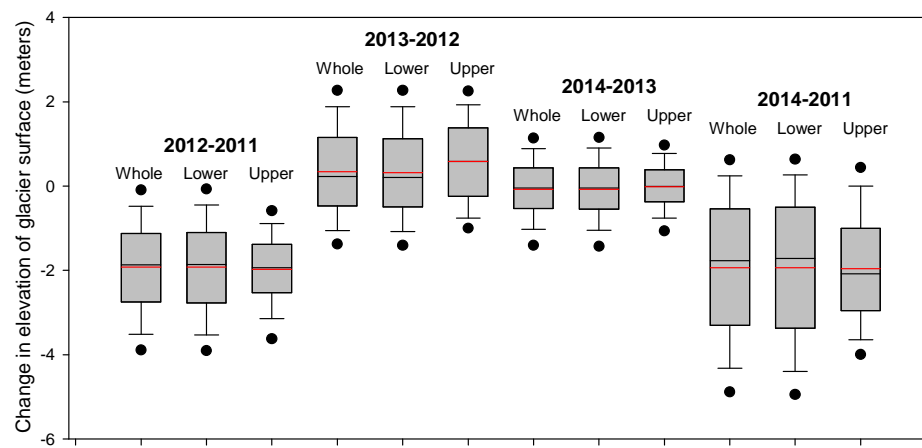 Change in elevation of glacier surface (meters)
4
2
0
-2
-4
-6
2012-2011
Whole Lower Upper
2013-2012
Whole Lower Upper
2014-2013
Whole Lower Upper
2014-2011
Whole Lower Upper